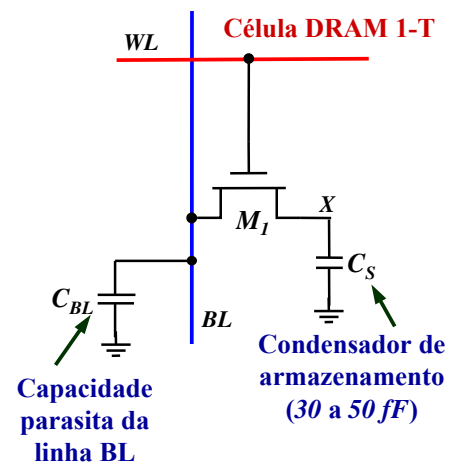 Célula DRAM 1-T
WL
M1
X
CS
CBL
BL
Condensador de
armazenamento
(30 a 50 fF)
Capacidade
parasita da
linha BL